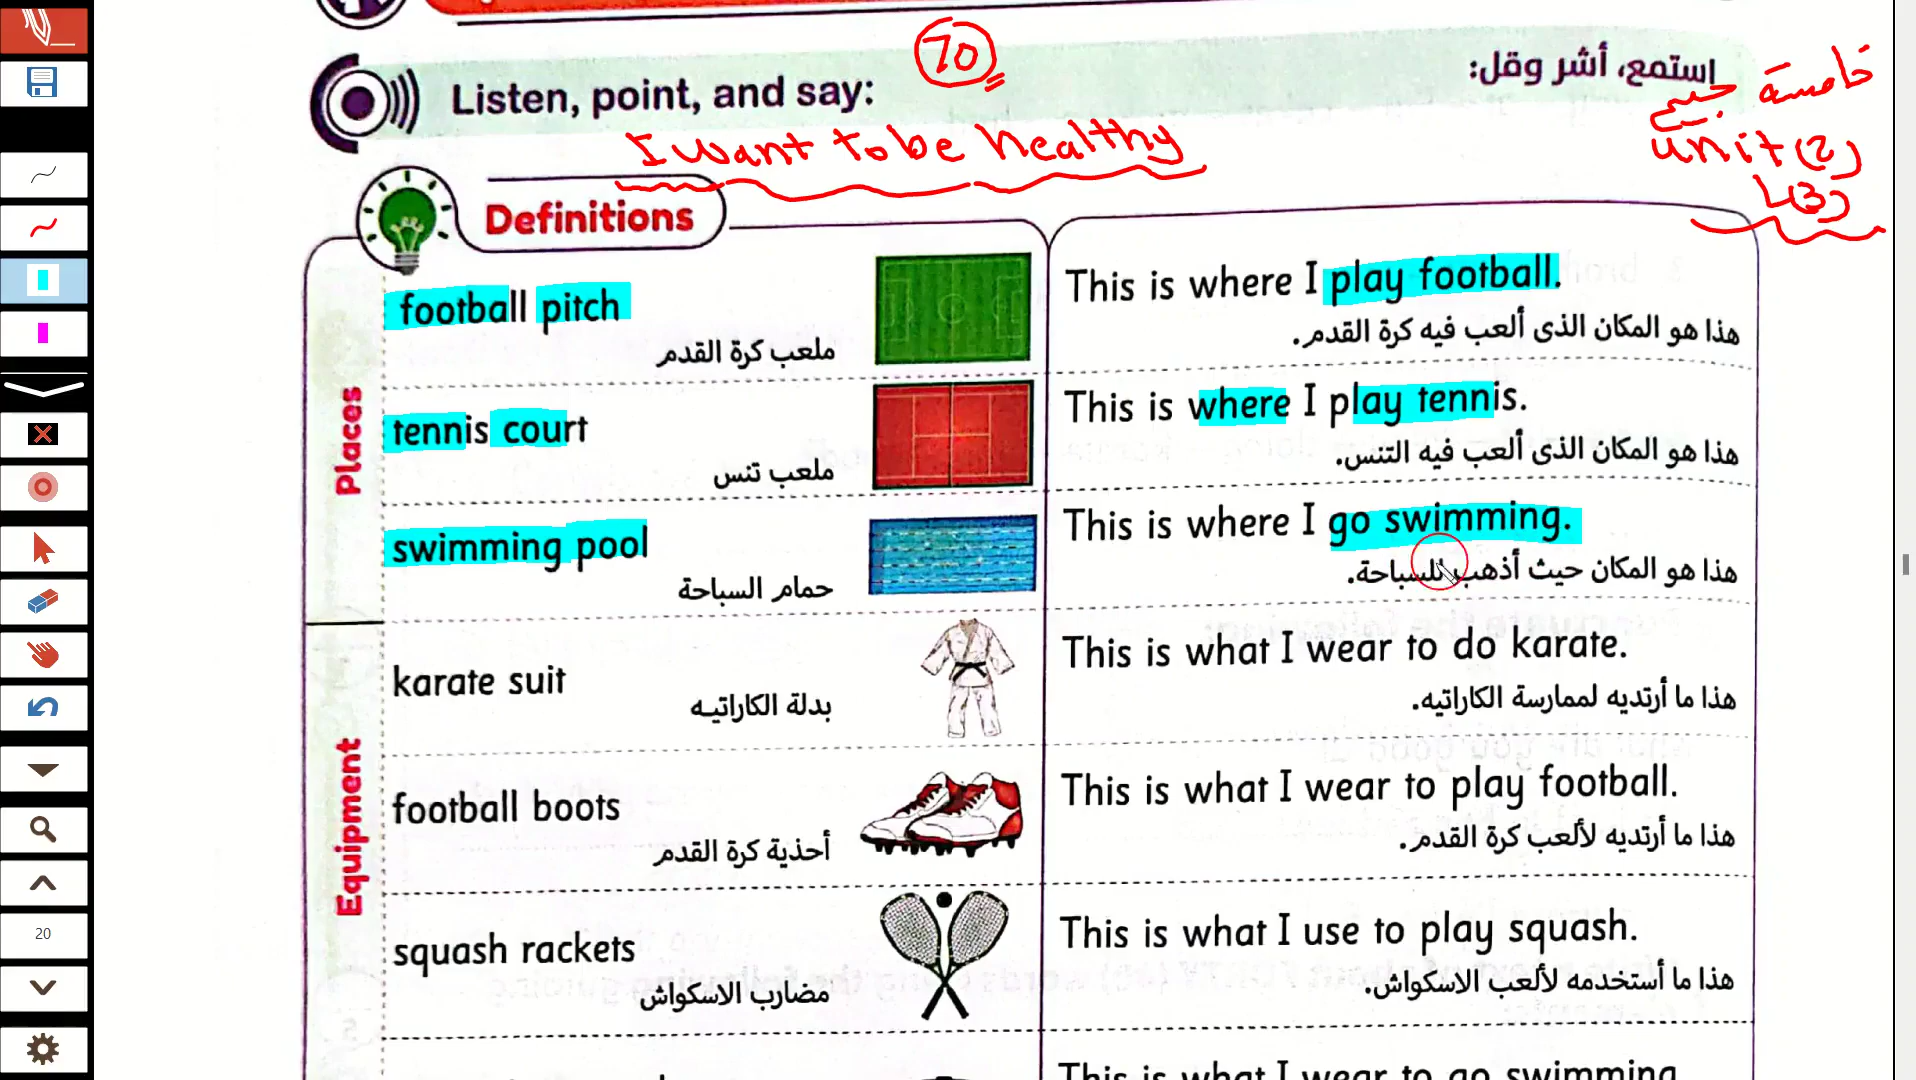 70
Listen, point, and say:
إستمع، أشر وقل:
خامسة
unit (2)
L(3)
I want to be healthy
Definitions
Places
football pitch
ملعب كرة القدم
This is where I play football.
هذا هو المكان الذى ألعب فيه كرة القدم.
tennis court
ملعب تنس
This is where I play tennis.
هذا هو المكان الذى ألعب فيه التنس.
swimming pool
حمام السباحة
This is where I go swimming.
هذا هو المكان حيث أذهب للسباحة.
Equipment
karate suit
بدلة الكاراتيـه
This is what I wear to do karate.
هذا ما أرتديه لممارسة الكاراتيه.
football boots
أحذية كرة القدم
This is what I wear to play football.
هذا ما أرتديه لألعب كرة القدم.
squash rackets
مضارب الاسكواش
This is what I use to play squash.
هذا ما أستخدمه لألعب الاسكواش.
This is what I wear to go swimming
20